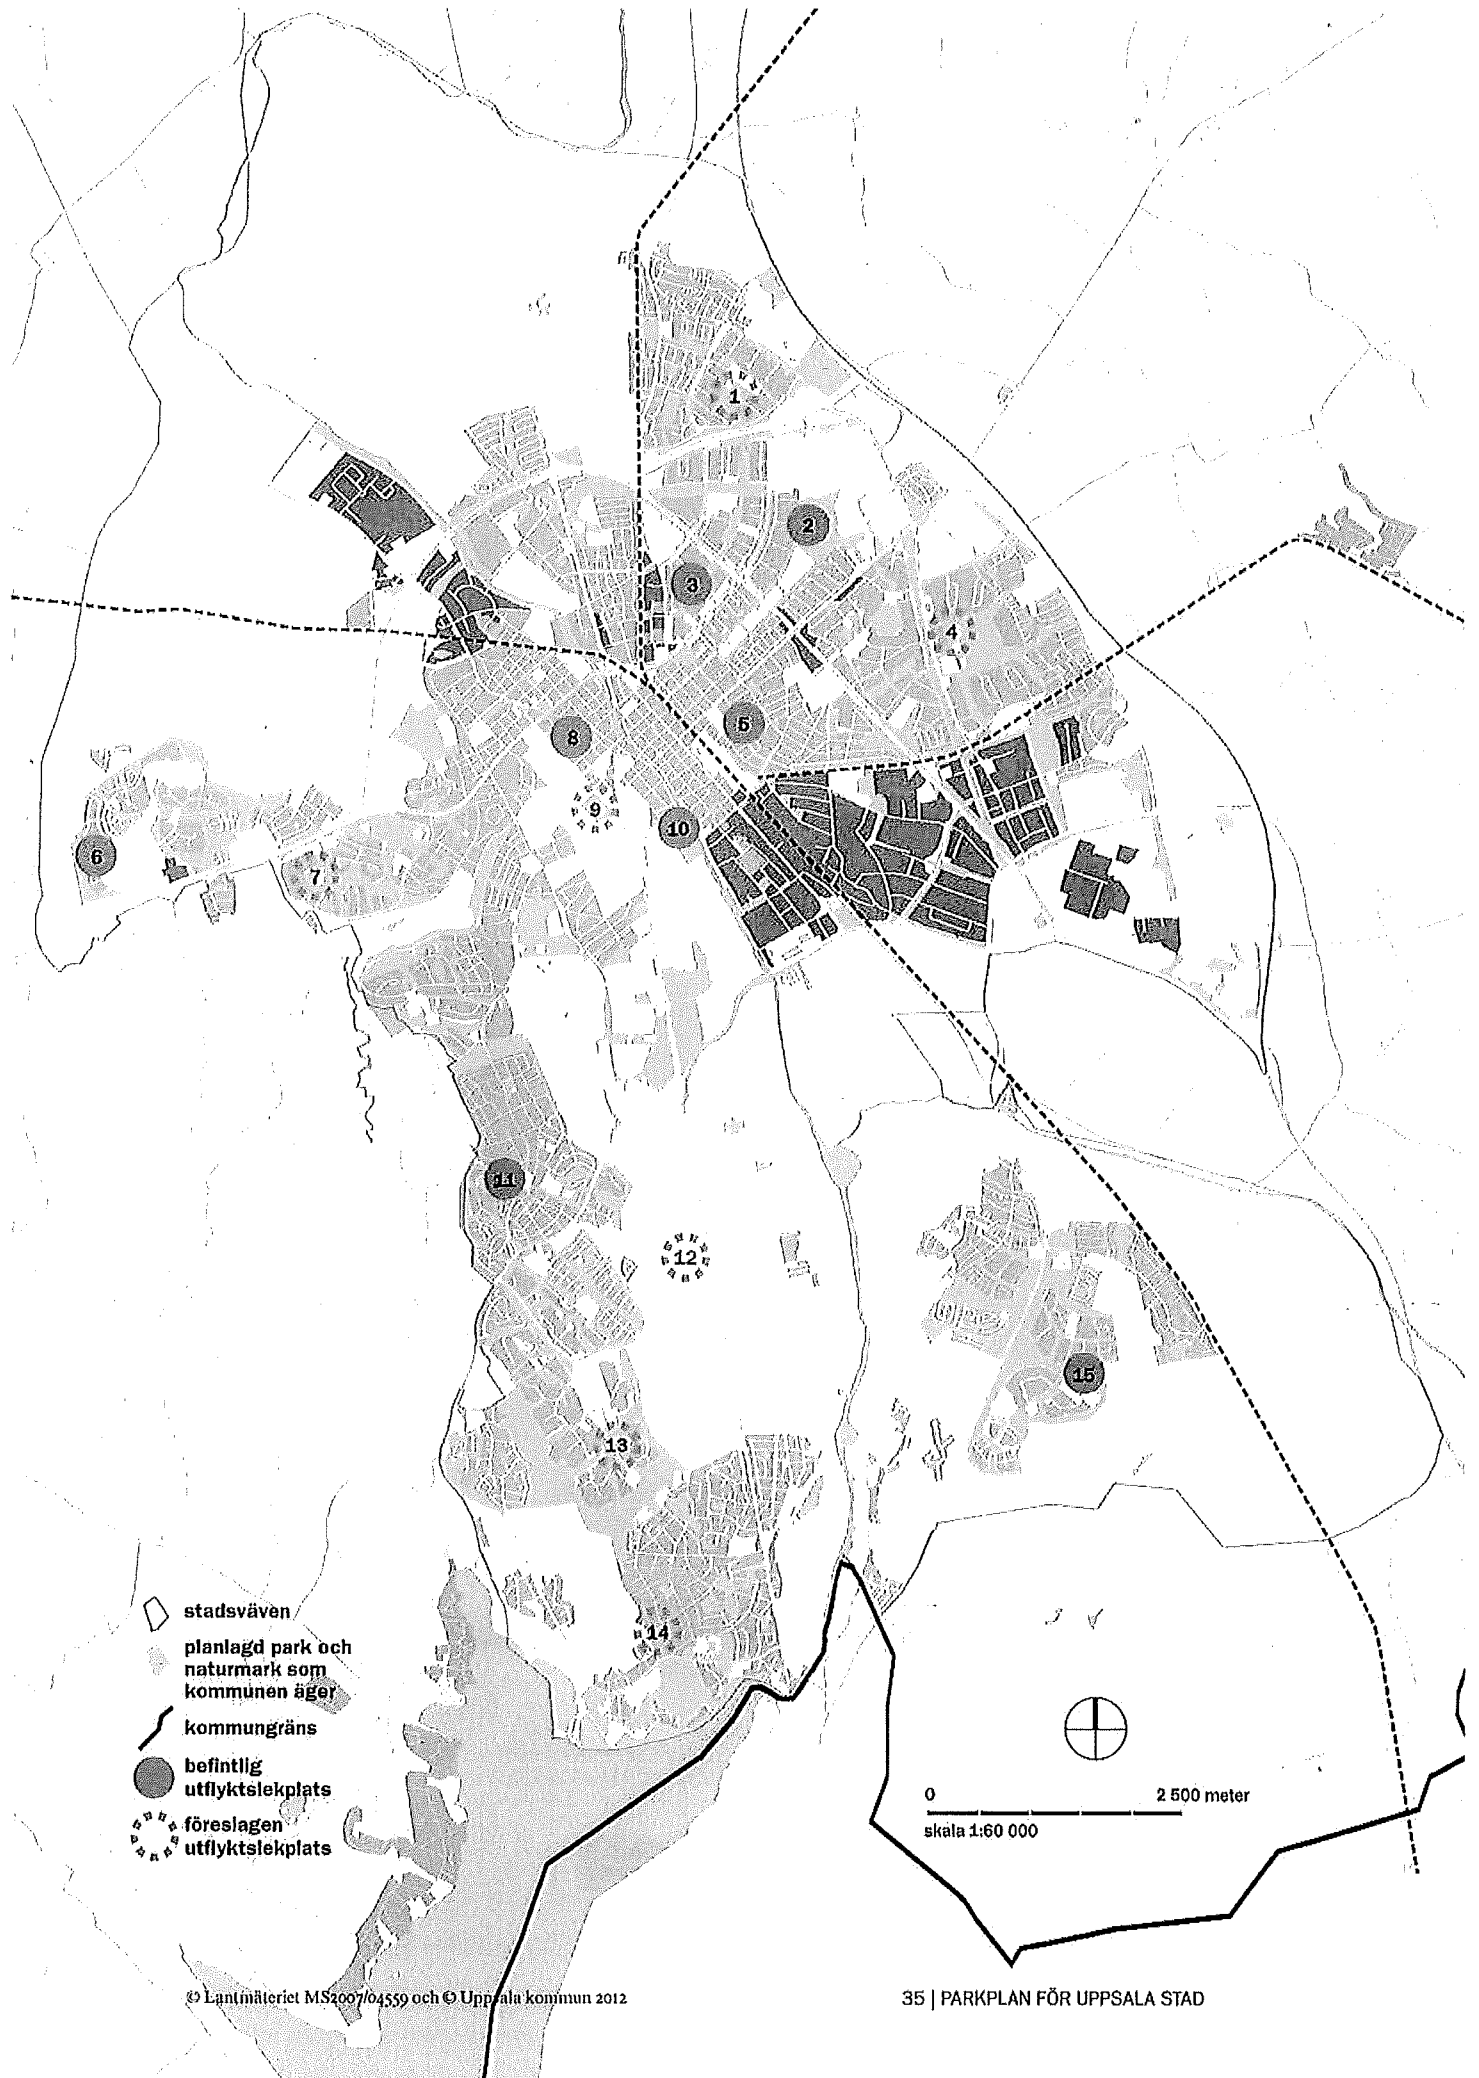 1
2
3
4
5
8
9
10
6
7
11
12
15
13
14
stadsväven
planlagd park och
naturmark som
kommunen äger
kommungräns
befintlig
utflyktslekplats
föreslagen
utflyktslekplats
0 2 500 meter
skala 1:60 000
© Lantmäteriet MS2007/04559 och © Uppsala kommun 2012
35 | PARKPLAN FÖR UPPSALA STAD